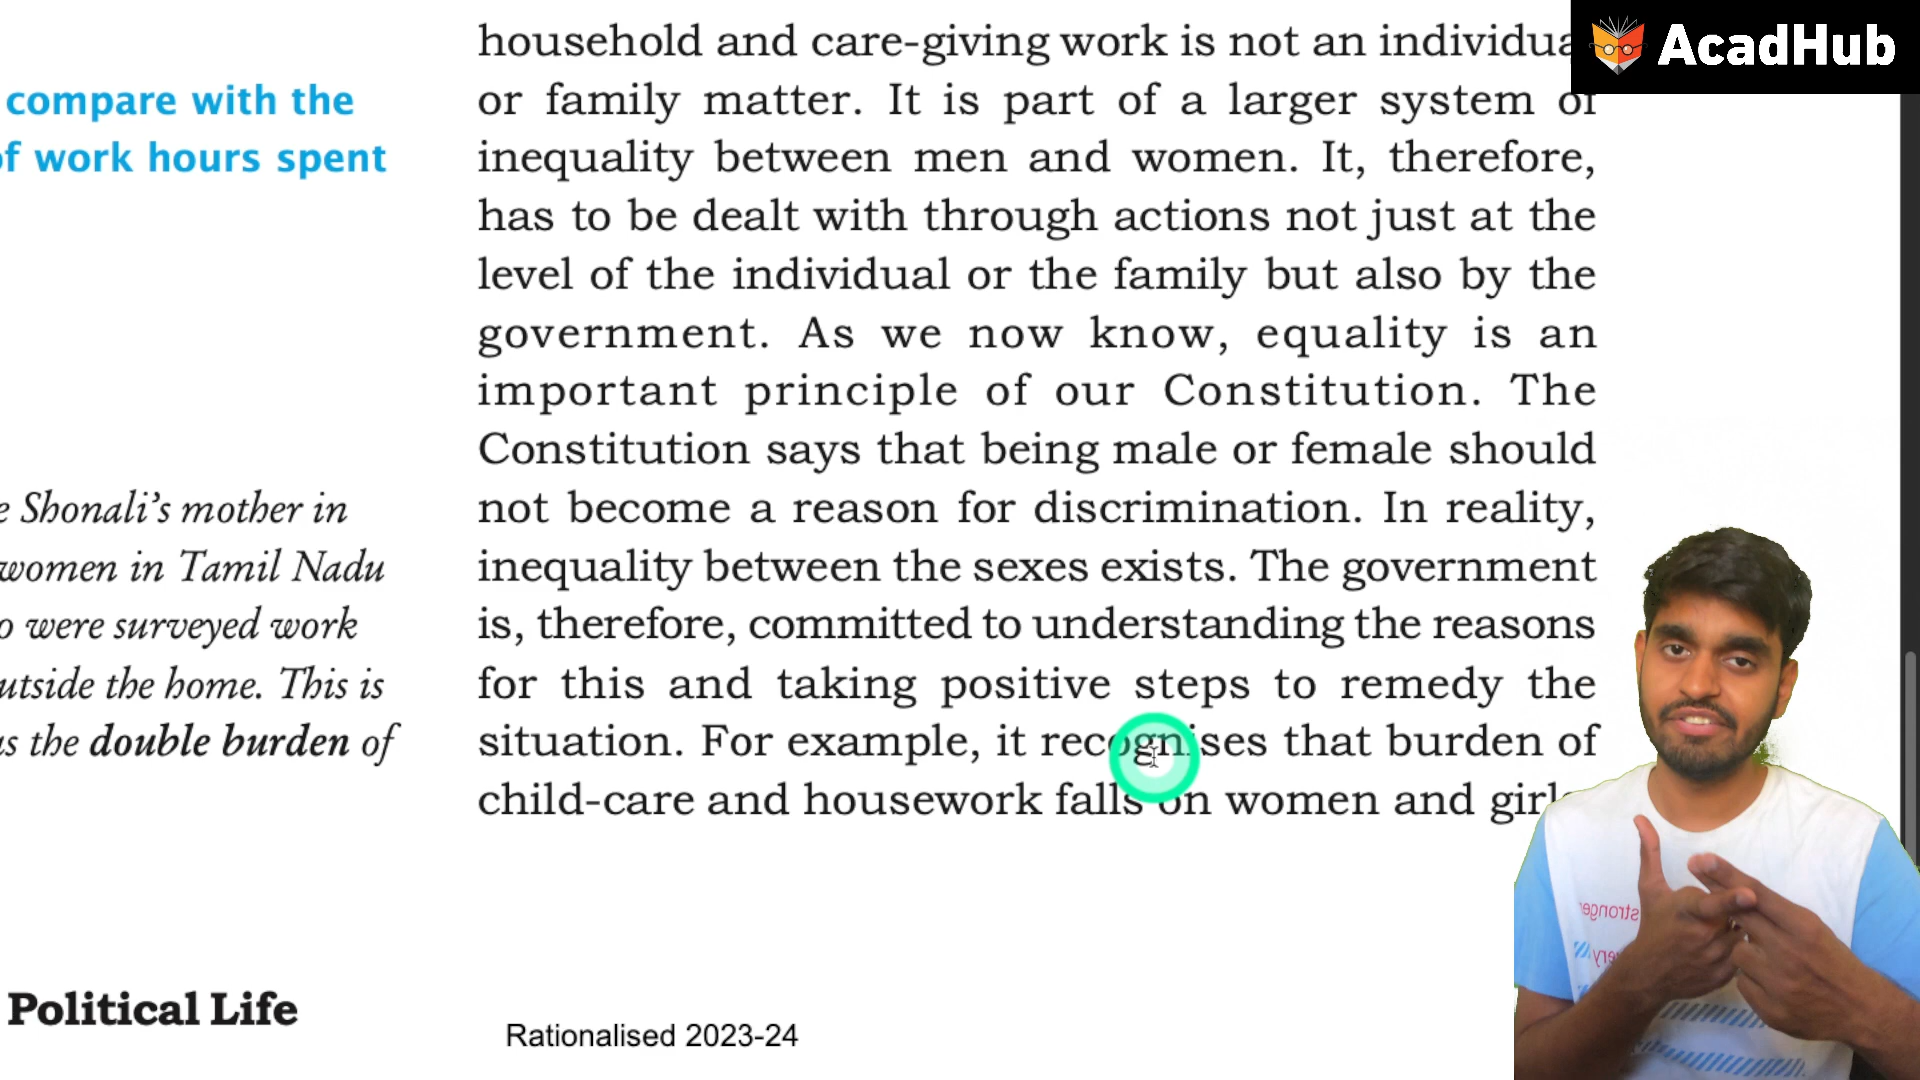 AcadHub
compare with the
of work hours spent
Shonali's mother in
women in Tamil Nadu
were surveyed work
the home. This is
the double burden of
household and care-giving work is not an
or family matter. It is part of a larger system of
inequality between men and women. It, therefore,
has to be dealt with through actions not just at the
level of the individual or the family but also by the
government. As we now know, equality is an
important principle of our Constitution. The
Constitution says that being male or female should
not become a reason for discrimination. In reality,
inequality between the sexes exists. The government
is, therefore, committed to understanding the reasons
for this and taking positive steps to remedy the
situation. For example, it recognises that burden of
child-care and housework falls on women and
Political Life
Rationalised 2023-24